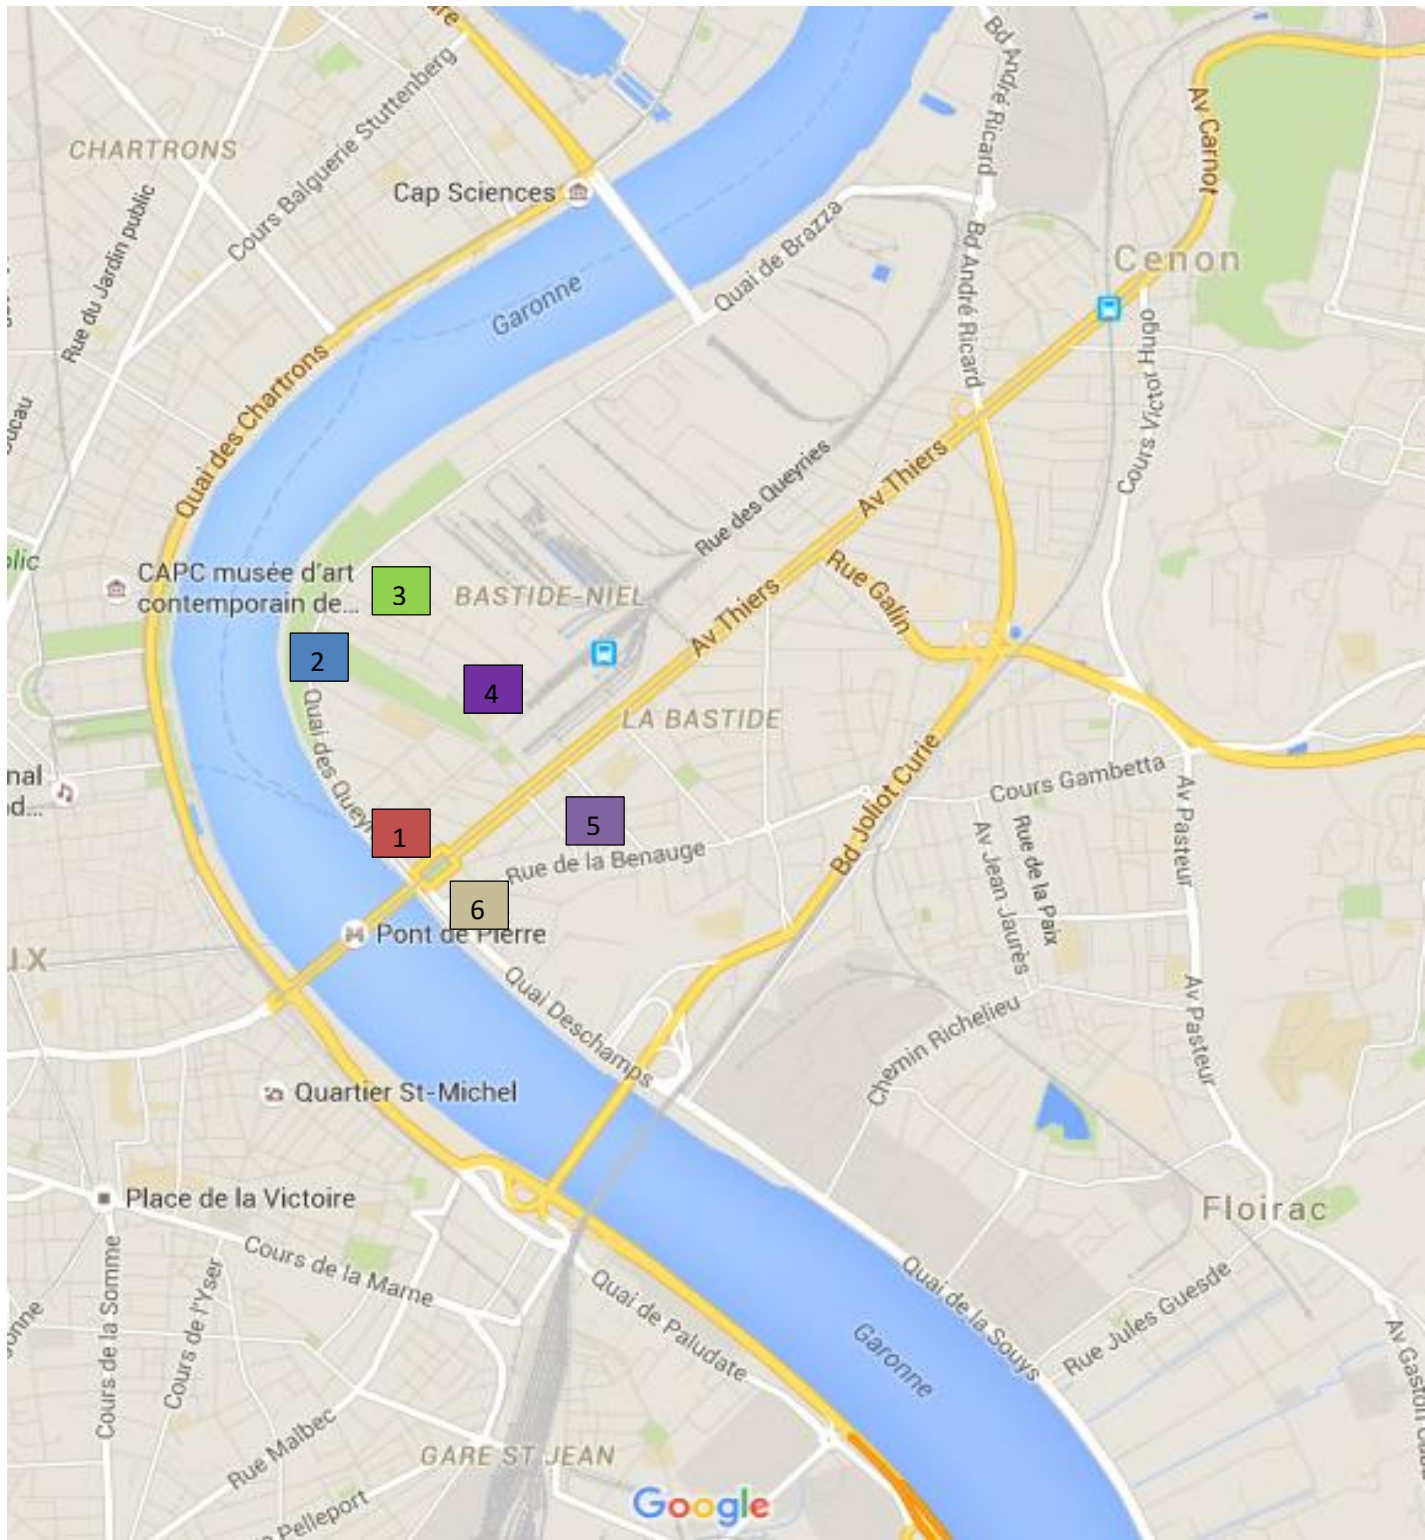 Bd André Ricard
CHARTRONS
Cours Balguerie Stuttenberg
Rue du Jardin public
Cap Sciences
Av Carnot
Quai de Brazza
Bd André Ricard
Cenon
Garonne
Cours Victor Hugo
Quai des Chartrons
Rue des Queyries
Av Thiers
CAPC musée d'art
contemporain de...
3
BASTIDE-NIEL
Av Thiers
Rue Galin
2
4
LA BASTIDE
Quai des Queyr
Bd Joliot Curie
Cours Gambetta
Av Pasteur
1
5
Rue de la Benauge
Av Jean Jaurès
Rue de la Paix
6
Pont de Pierre
Quai Deschamps
Chemin Richelieu
Av Pasteur
Quartier St-Michel
Place de la Victoire
Floirac
Cours de la Somme
Cours de l'Yser
Cours de la Marne
Quai de Paludate
Garonne
Quai de la Souys
Rue Jules Guesde
Rue Malbec
GARE ST JEAN
Pelleport
Google